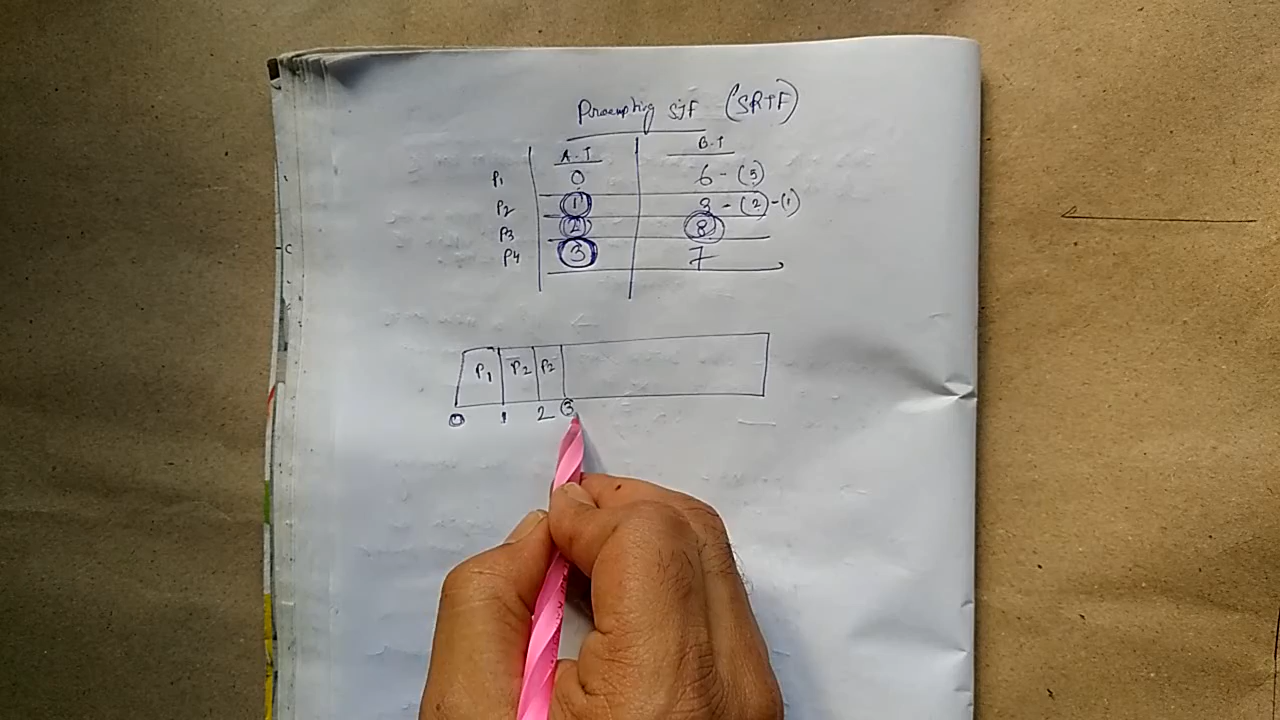 Preempting SJF (SRTF)
A.T B.T
P1 0 6 - (5)
P2 1 3 - (2) - (1)
P3 2 8
P4 3 7
P1 P2 P2
0 1 2 3
C